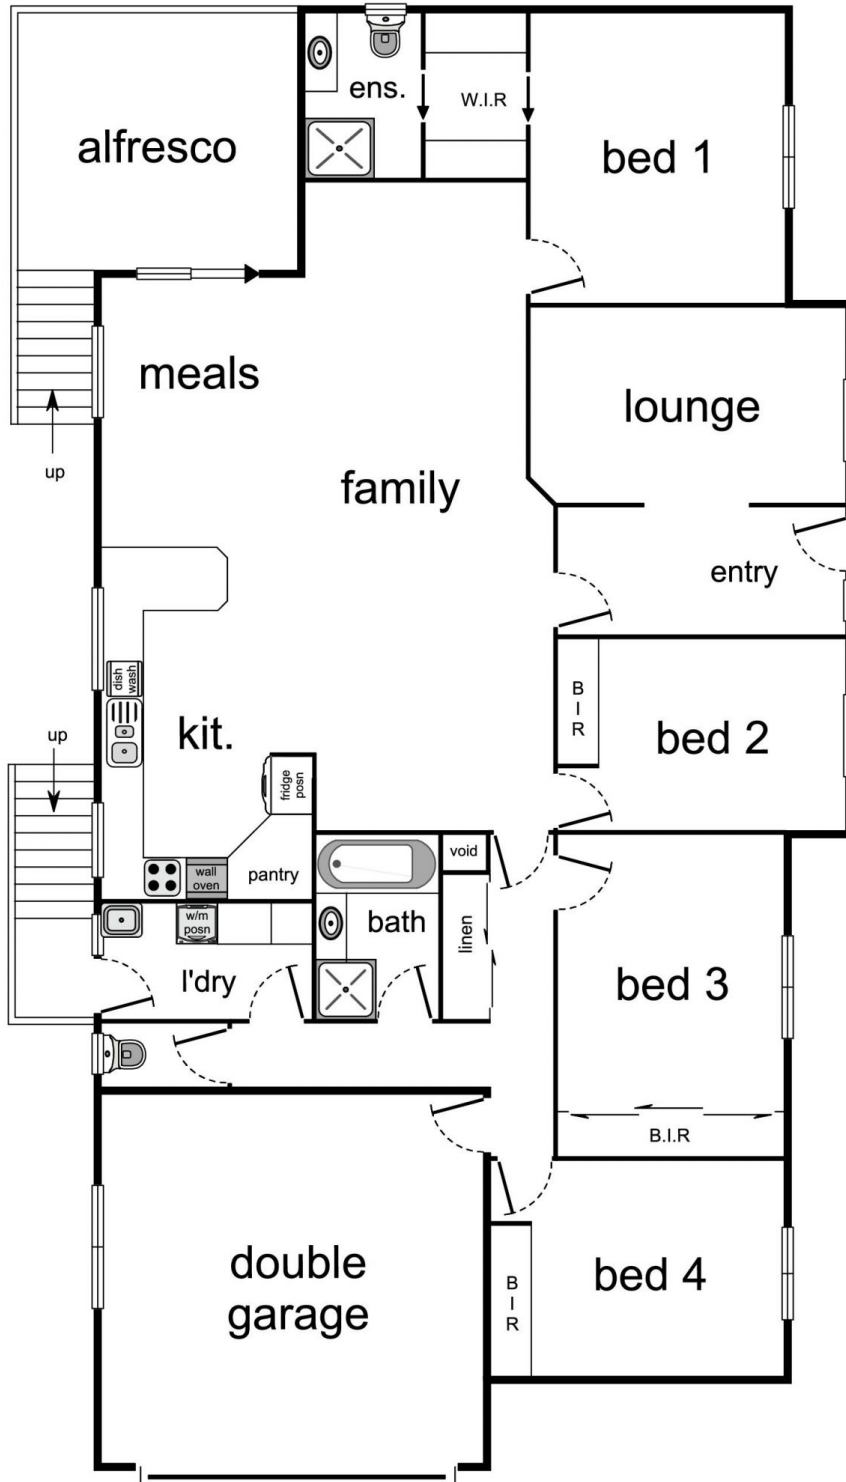 ens.
W.I.R
alfresco
bed 1
meals
lounge
up
family
entry
dish
wash
B
I
R
up
kit.
bed 2
fridge
posn
void
wall
oven
pantry
w/m
posn
bath
linen
l'dry
bed 3
B.I.R
double
garage
B
I
R
bed 4